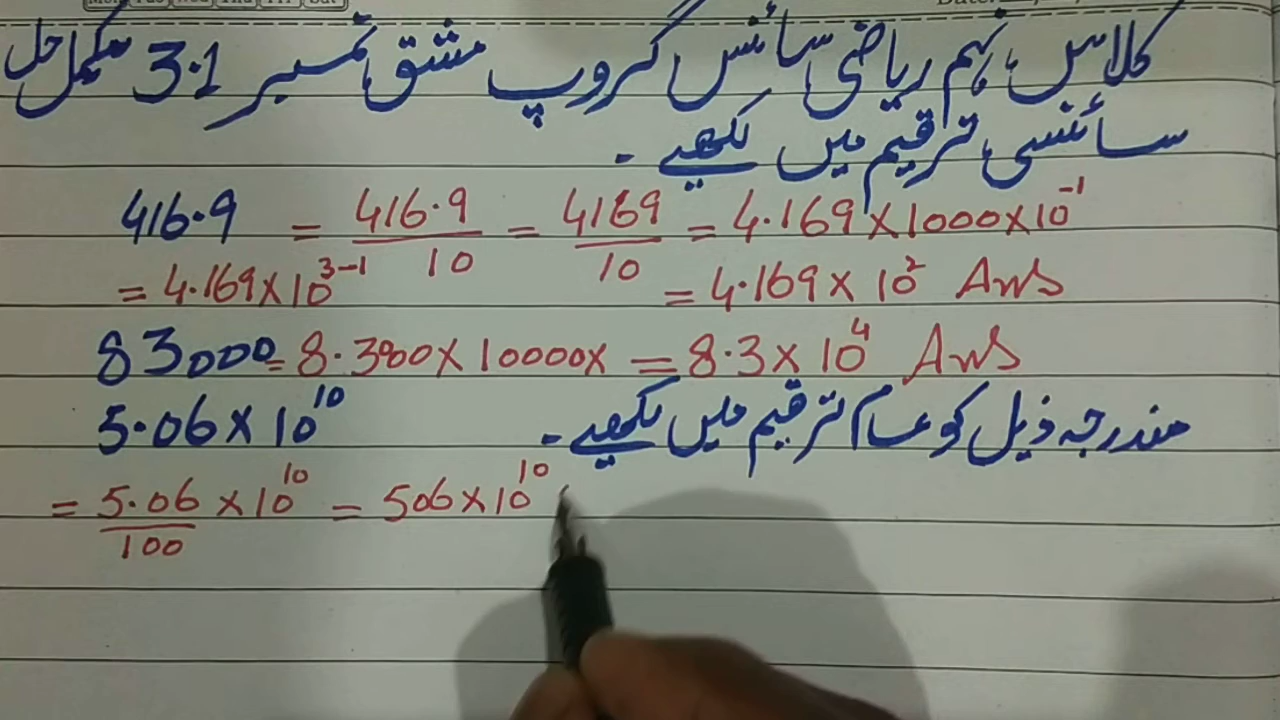 کلاس نہم ریاضی سائنس گروپ مشق نمبر 3.1 مکمل حل
سائنسی ترقیم میں لکھیے ۔
416.9 = 416.9/10 = 4169/10 = 4.169 × 1000 × 10⁻¹
= 4.169 × 10³⁻¹ = 4.169 × 10² Ans
83000 = 8.3000 × 10000 × = 8.3 × 10⁴ Ans
مندرجہ ذیل کو عام ترقیم میں لکھیے ۔ 5.06 × 10¹⁰
= 5.06/100 × 10¹⁰ = 506 × 10¹⁰